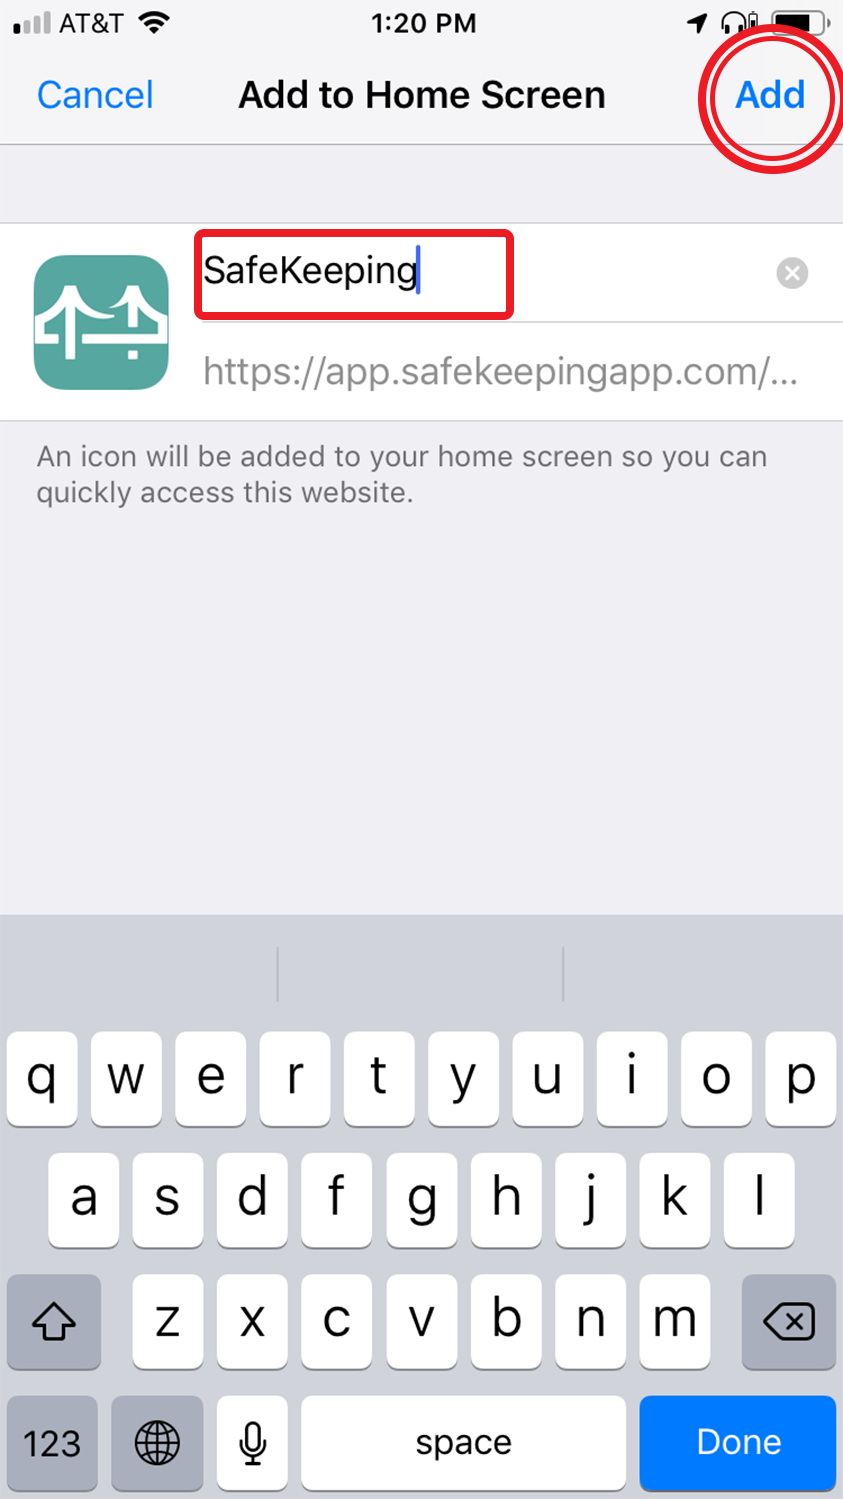 AT&T 1:20 PM
Cancel Add to Home Screen Add
SafeKeeping
https://app.safekeepingapp.com/...
An icon will be added to your home screen so you can
quickly access this website.
q w e r t y u i o p
a s d f g h j k l
z x c v b n m
123 space Done